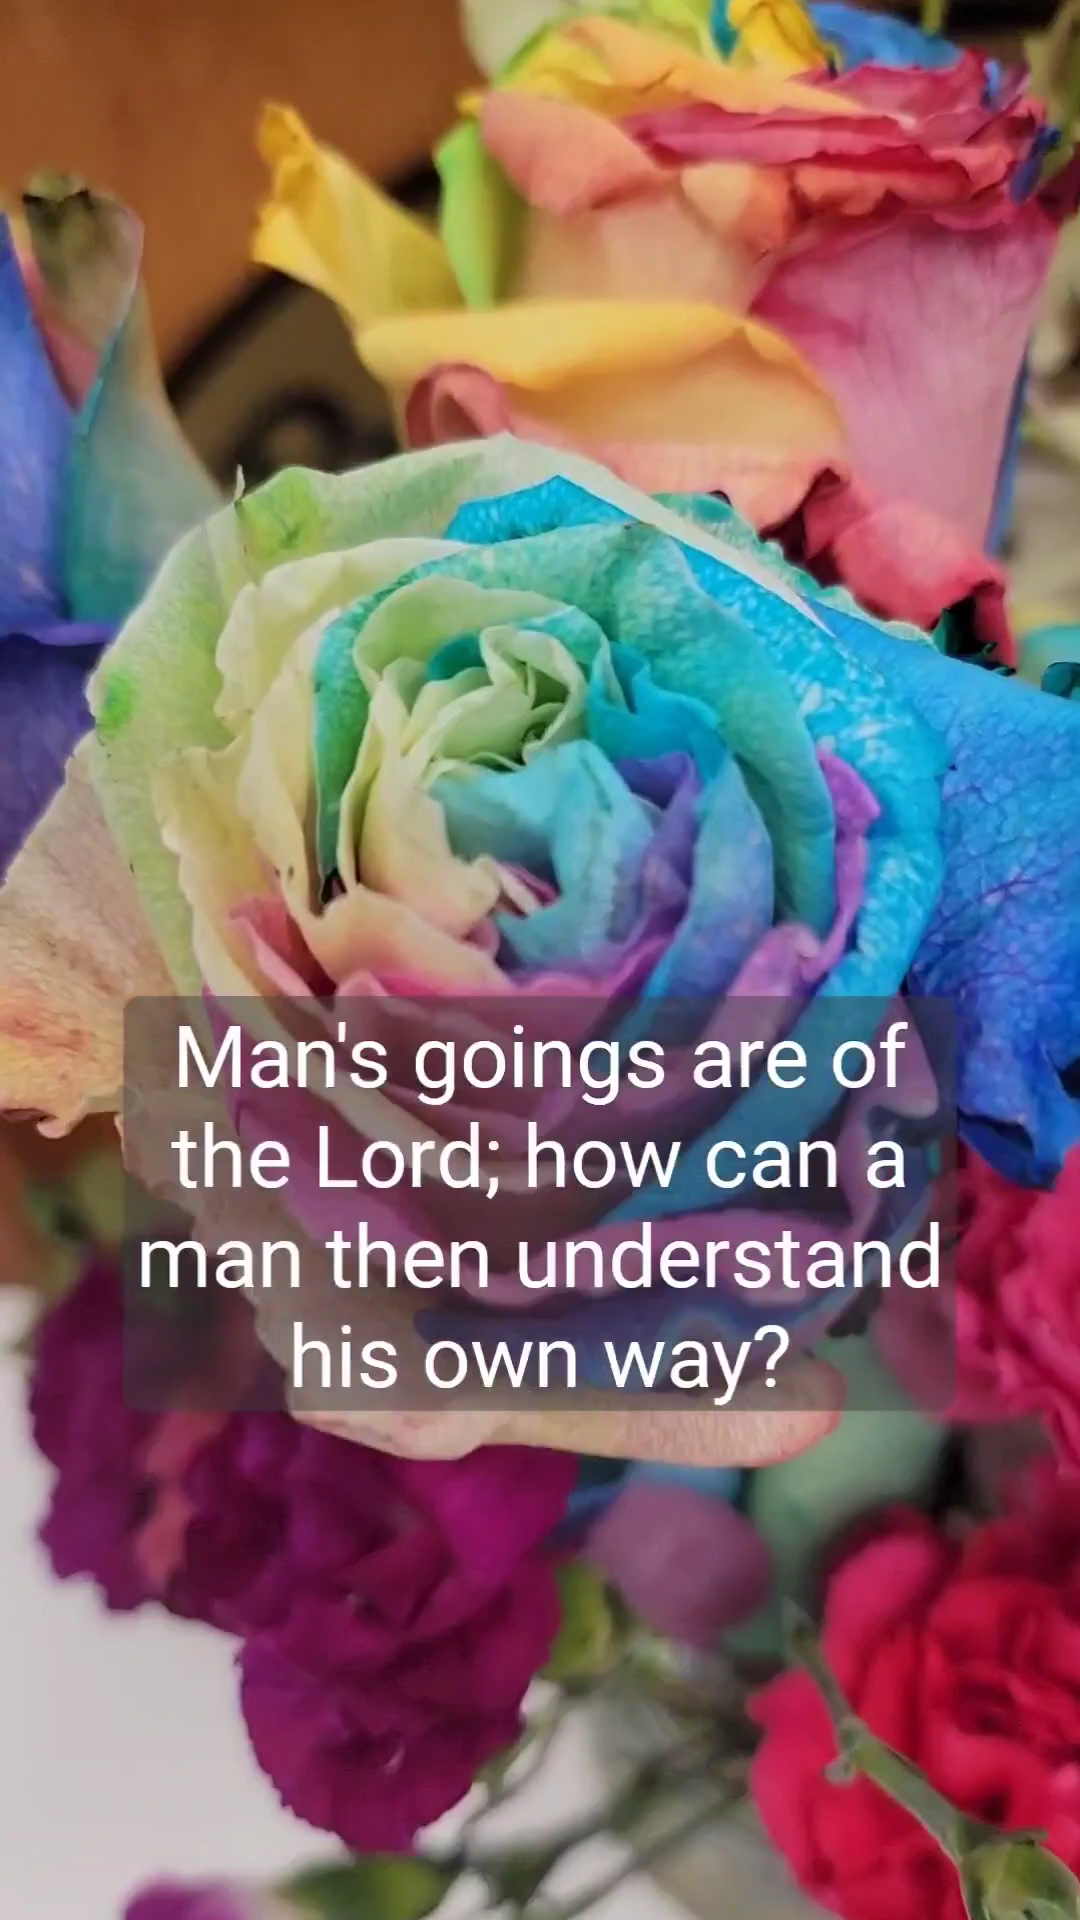 Man's goings are of
the Lord; how can a
man then understand
his own way?